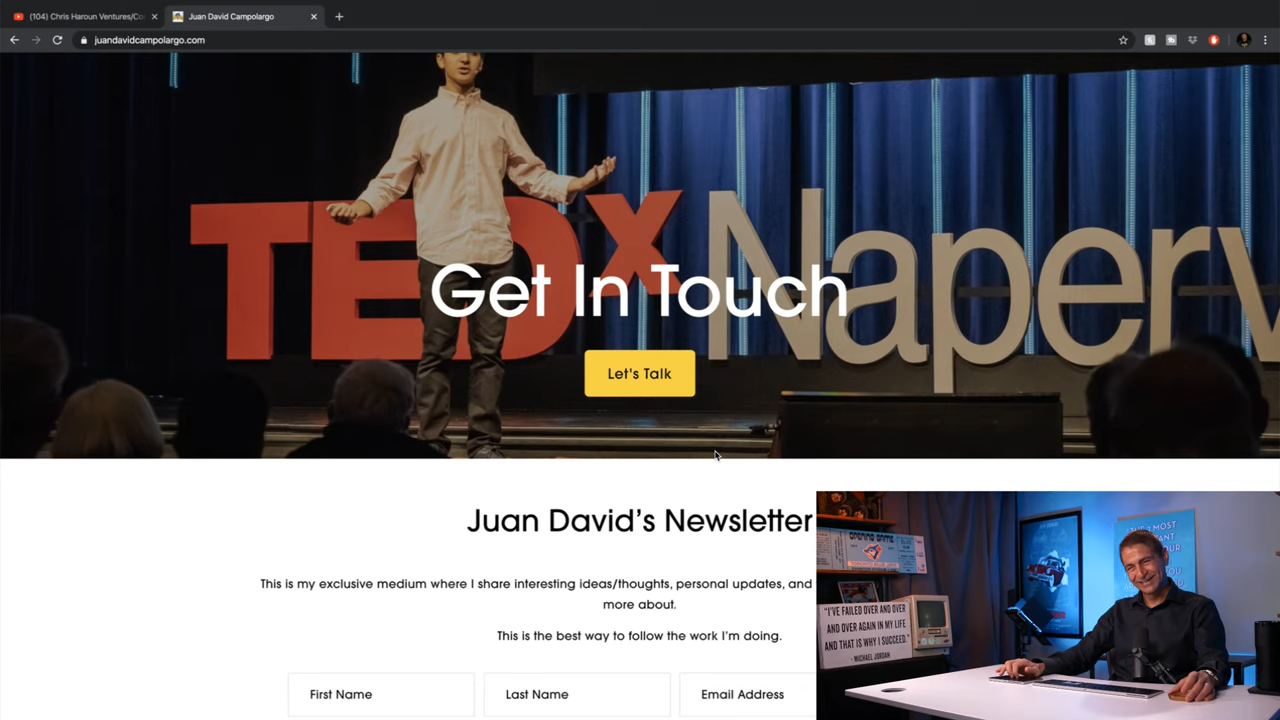 (104) Chris Haroun Ventures/Co
Juan David Campolargo
juandavidcampolargo.com
TEDxNaperv
Get In Touch
Let's Talk
Juan David's Newsletter
This is my exclusive medium where I share interesting ideas/thoughts, personal updates, and
more about.
This is the best way to follow the work I'm doing.
First Name
Last Name
Email Address
OPENING GAME
"I'VE FAILED OVER AND OVER
AND OVER AGAIN IN MY LIFE
AND THAT IS WHY I SUCCEED."
- MICHAEL JORDAN